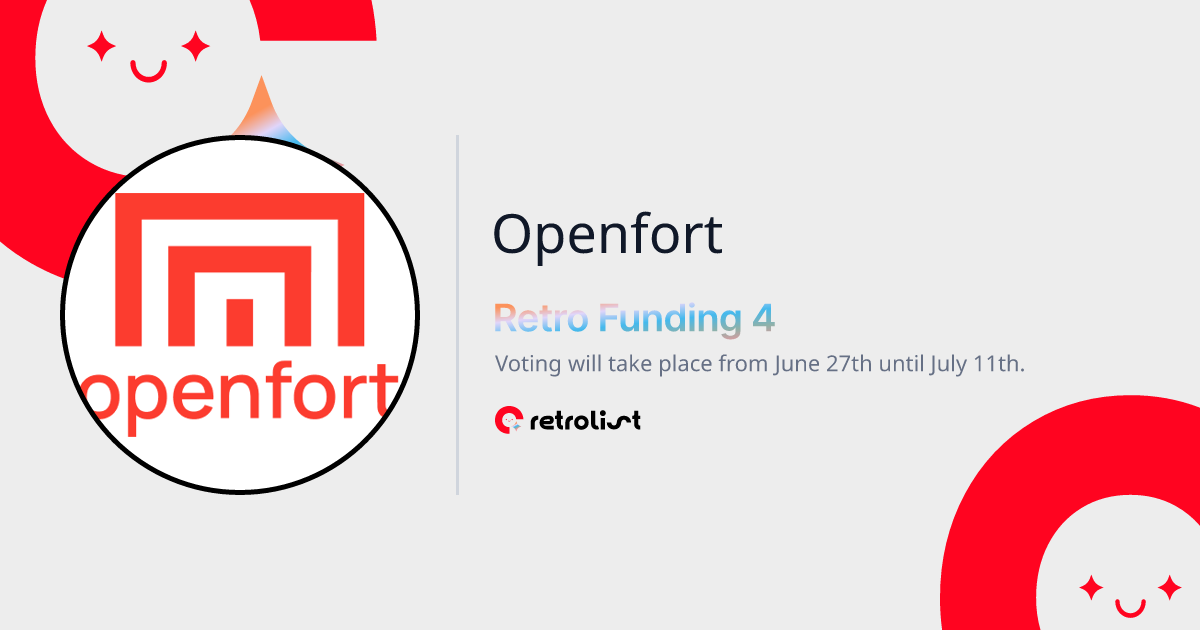 openfort
Openfort
Retro Funding 4
Voting will take place from June 27th until July 11th.
retrolist